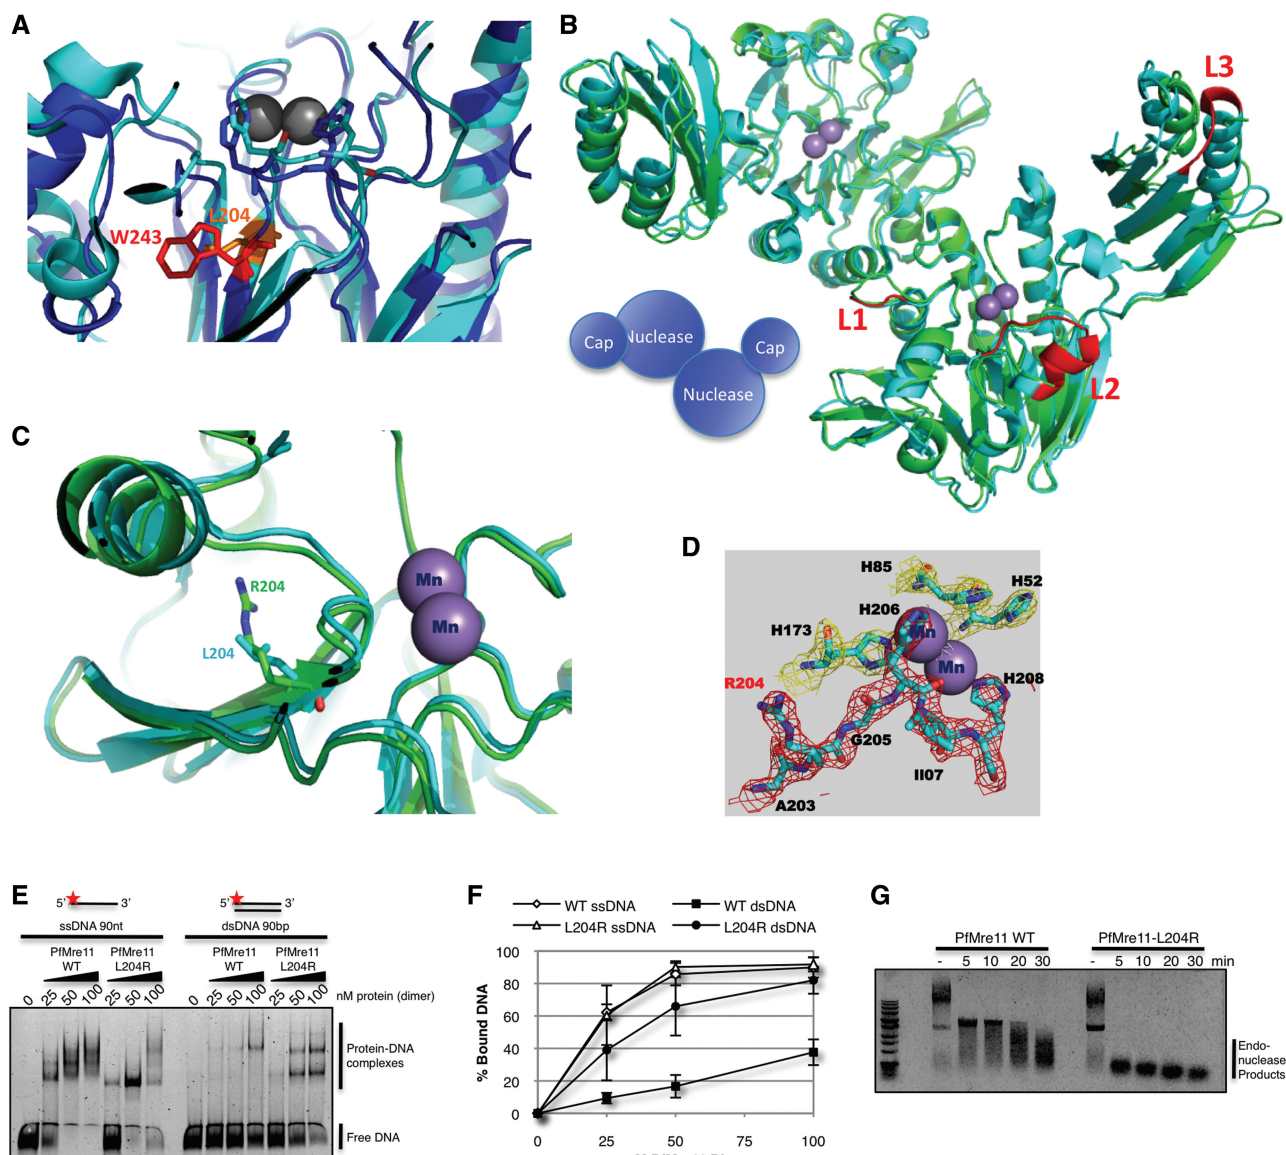 A
L204
W243
B
L3
L1
L2
Cap
Nuclease
Nuclease
Cap
C
R204
L204
Mn
Mn
D
H85
H52
H206
H173
Mn
Mn
R204
H208
G205
II07
A203
E
5' 3'
5' 3'
ssDNA 90nt
dsDNA 90bp
PfMre11 WT
PfMre11 L204R
PfMre11 WT
PfMre11 L204R
0 25 50 100 25 50 100 0 25 50 100 25 50 100
nM protein (dimer)
Protein-DNA
complexes
Free DNA
F
WT ssDNA
WT dsDNA
L204R ssDNA
L204R dsDNA
100
80
60
40
20
0
% Bound DNA
0 25 50 75 100
G
PfMre11 WT
PfMre11-L204R
- 5 10 20 30 - 5 10 20 30 min
Endo-
nuclease
Products